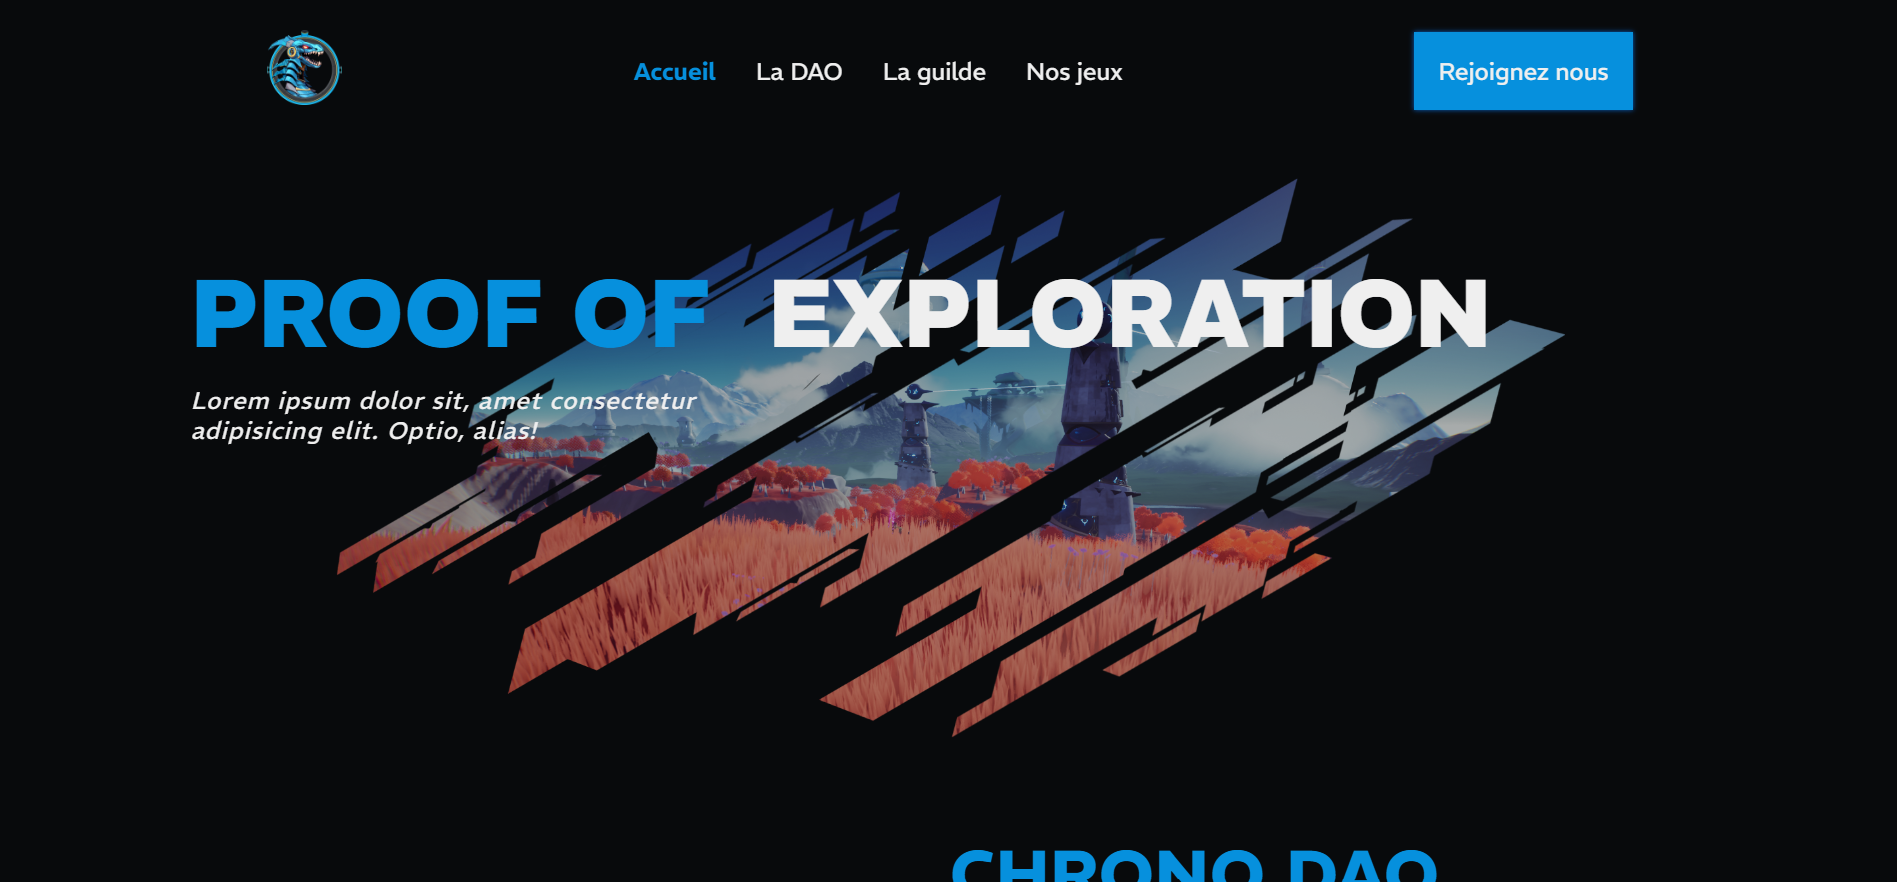 Accueil La DAO La guilde Nos jeux Rejoignez nous
PROOF OF EXPLORATION
Lorem ipsum dolor sit, amet consectetur
adipisicing elit. Optio, alias!
CHRONO DAO